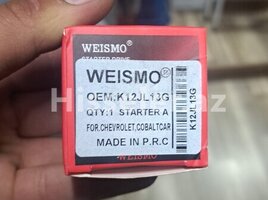 WEISMO®
STARTER DRIVE
WEISMO®
OEM:K12JL13G
QTY:1 STARTER A
FOR,CHEVROLET,COBALTCAR
MADE IN P.R.C
K12JL13G
WEISMO